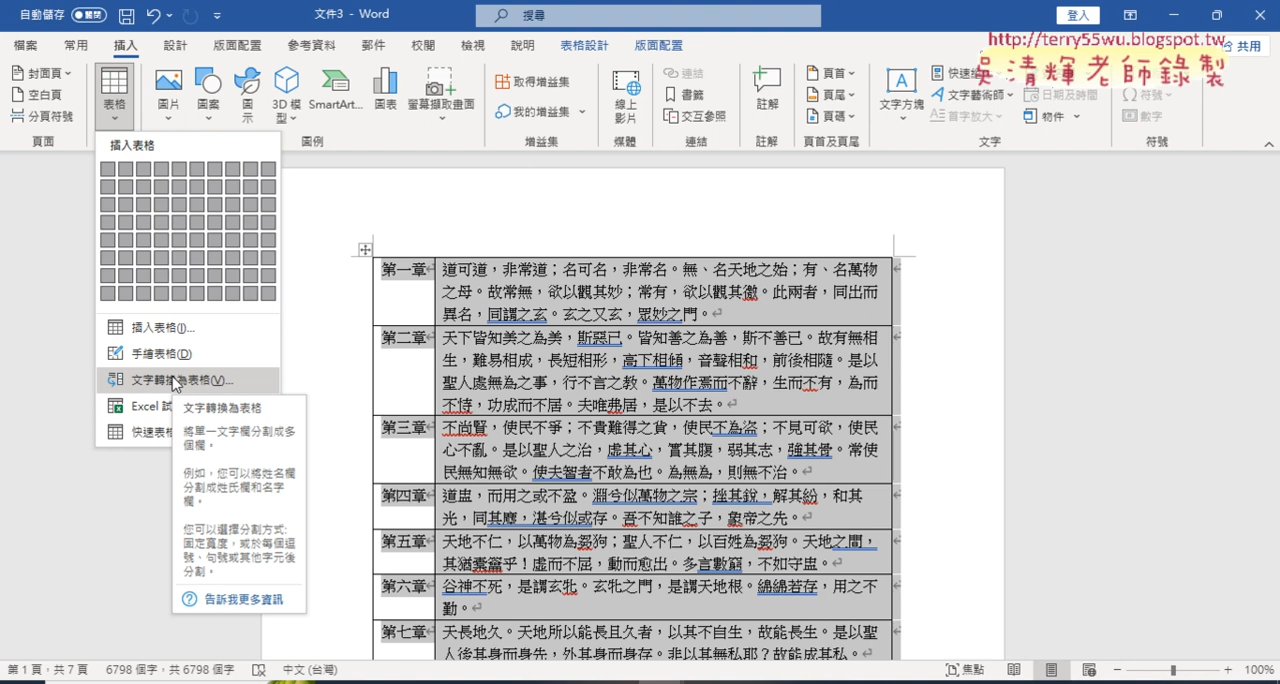 自動儲存 關閉 文件3 - Word 搜尋 登入
檔案 常用 插入 設計 版面配置 參考資料 郵件 校閱 檢視 說明 表格設計 版面配置 共用
http://terry55wu.blogspot.tw
吳清輝老師錄製
封面頁
空白頁
分頁符號
頁面
表格
圖片 圖案 圖示 3D 模型 SmartArt... 圖表 螢幕擷取畫面
圖例
取得增益集
我的增益集
增益集
線上影片
媒體
連結
書籤
交互參照
連結
註解
註解
頁首
頁尾
頁碼
頁首及頁尾
文字方塊
文字藝術師
首字放大
日期及時間
物件
文字
符號
數字
符號
插入表格
插入表格(I)...
手繪表格(D)
文字轉換為表格(V)...
Excel 試
快速表格
文字轉換為表格
將單一文字欄分割成多
個欄。
例如，您可以將姓名欄
分割成姓氏欄和名字
欄。
您可以選擇分割方式:
固定寬度，或於每個逗
號、句號或其他字元後
分割。
告訴我更多資訊
第一章 道可道，非常道；名可名，非常名。無、名天地之始；有、名萬物
之母。故常無，欲以觀其妙；常有，欲以觀其徼。此兩者，同出而
異名，同謂之玄。玄之又玄，眾妙之門。
第二章 天下皆知美之為美，斯惡已。皆知善之為善，斯不善已。故有無相
生，難易相成，長短相形，高下相傾，音聲相和，前後相隨。是以
聖人處無為之事，行不言之教。萬物作焉而不辭，生而不有，為而
不恃，功成而不居。夫唯弗居，是以不去。
第三章 不尚賢，使民不爭；不貴難得之貨，使民不為盜；不見可欲，使民
心不亂。是以聖人之治，虛其心，實其腹，弱其志，強其骨。常使
民無知無欲。使夫智者不敢為也。為無為，則無不治。
第四章 道盅，而用之或不盈。淵兮似萬物之宗；挫其銳，解其紛，和其
光，同其塵，湛兮似或存。吾不知誰之子，象帝之先。
第五章 天地不仁，以萬物為芻狗；聖人不仁，以百姓為芻狗。天地之間，
其猶橐籥乎！虛而不屈，動而愈出。多言數窮，不如守盅。
第六章 谷神不死，是謂玄牝。玄牝之門，是謂天地根。綿綿若存，用之不
勤。
第七章 天長地久。天地所以能長且久者，以其不自生，故能長生。是以聖
人後其身而身先，外其身而身存。非以其無私耶？故能成其私。
第 1 頁，共 7 頁 6798 個字，共 6798 個字 中文 (台灣) 焦點 100%